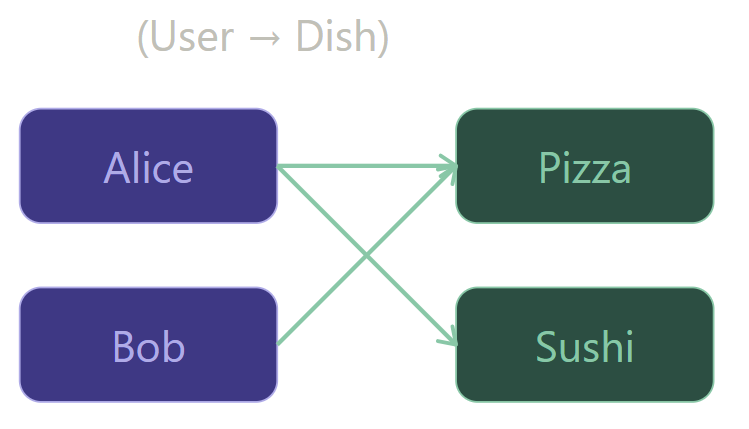 (User → Dish)
Alice
Pizza
Bob
Sushi